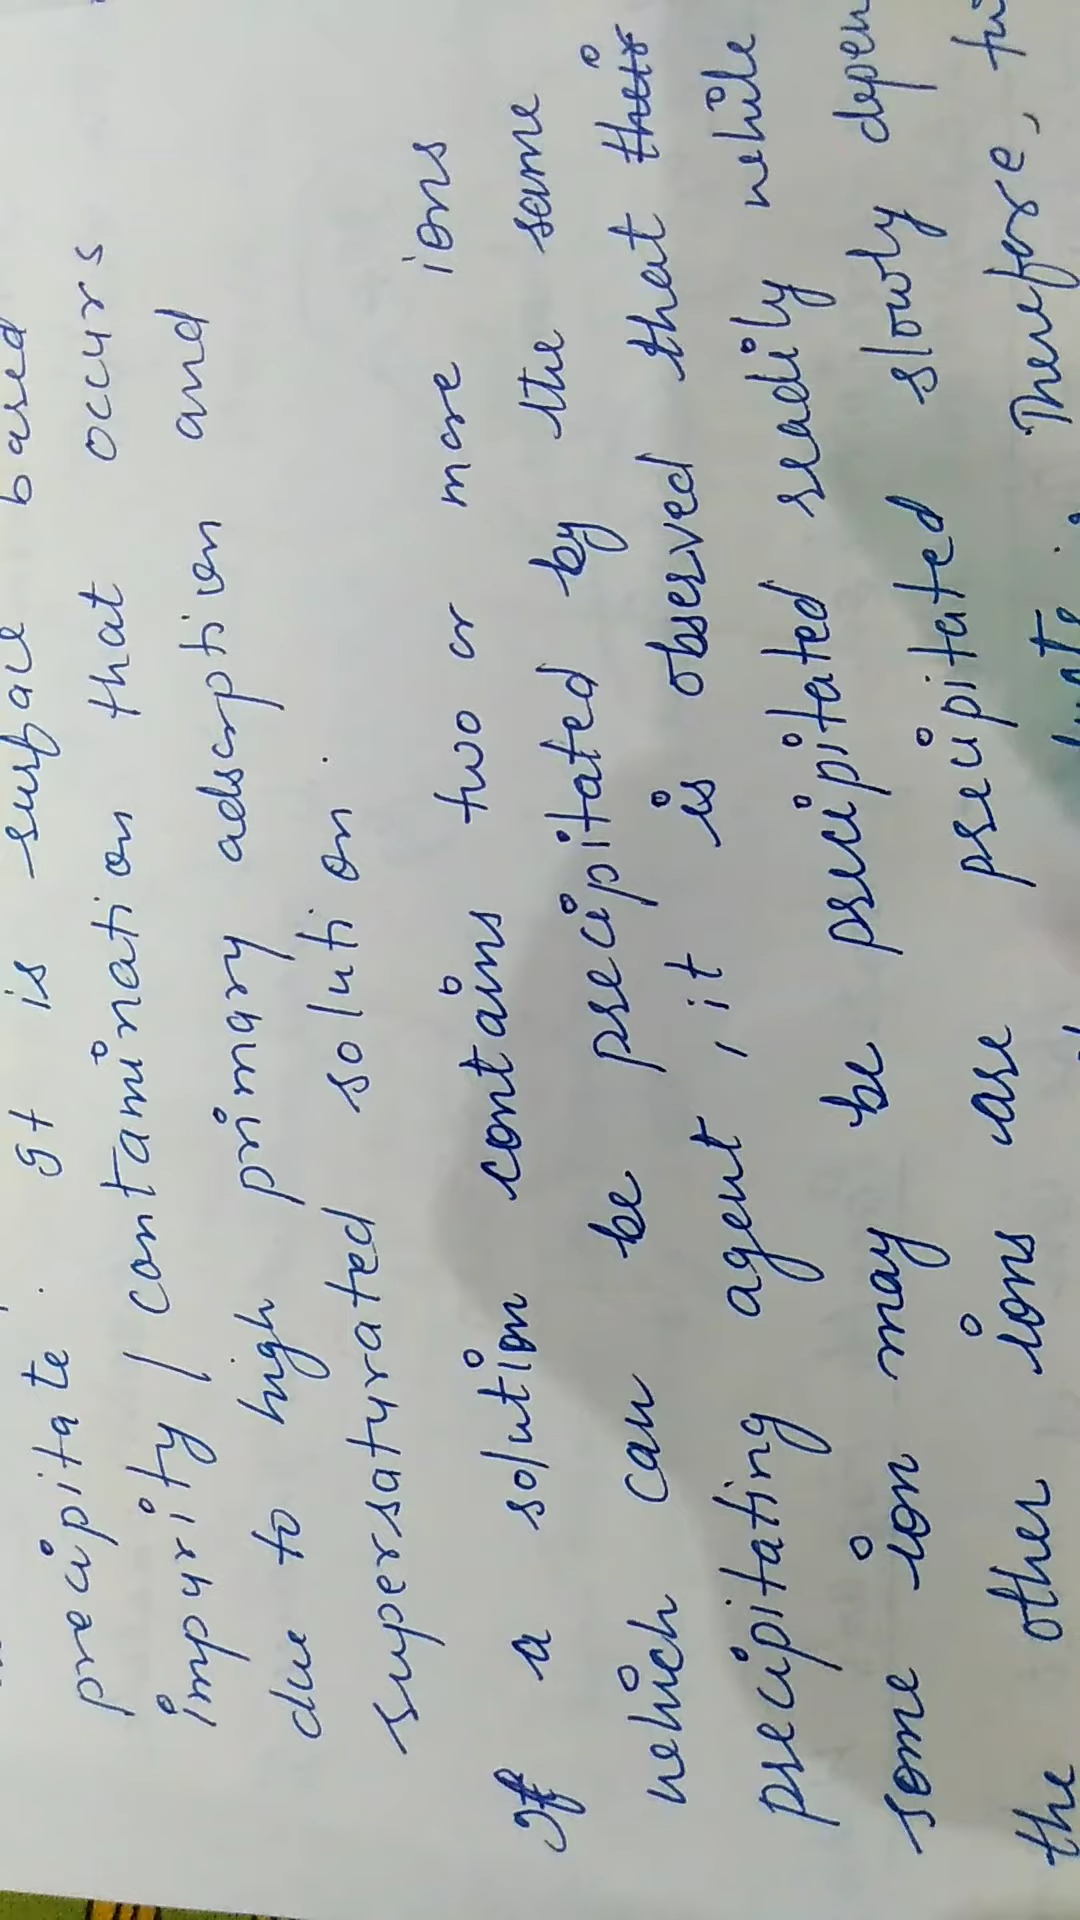 precipitate. It is surface based
impurity / contamination that occurs
due to high primary adsorption and
supersaturated solution.
If a solution contains two or more ions
which can be precipitated by the same
precipitating agent, it is observed that their
some ion may be precipitated readily while
the other ions are precipitated slowly depen
Therefore,